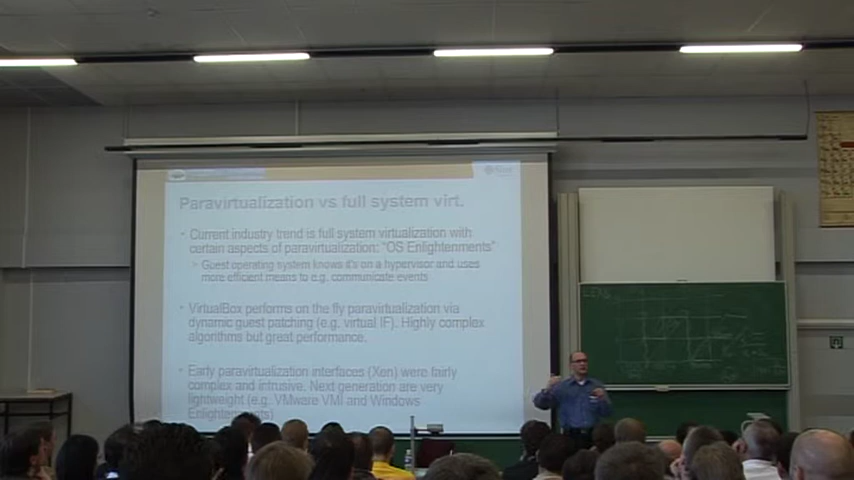 Paravirtualization vs full system virt.
Current industry trend is full system virtualization with
certain aspects of paravirtualization: "OS Enlightenments"
Guest operating system knows it's on a hypervisor and uses
more efficient means to e.g. communicate events
VirtualBox performs on the fly paravirtualization via
dynamic guest patching (e.g. virtual IF). Highly complex
algorithms but great performance.
Early paravirtualization interfaces (Xen) were fairly
complex and intrusive. Next generation are very
lightweight (e.g. VMware VMI and Windows
Enlightenments)